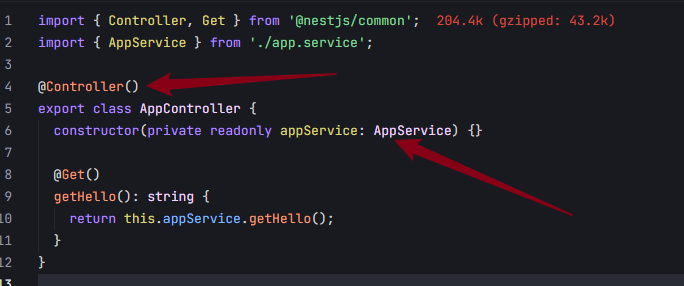 1 import { Controller, Get } from '@nestjs/common'; 204.4k (gzipped: 43.2k)
2 import { AppService } from './app.service';
3
4 @Controller()
5 export class AppController {
6 constructor(private readonly appService: AppService) {}
7
8 @Get()
9 getHello(): string {
10 return this.appService.getHello();
11 }
12 }
13